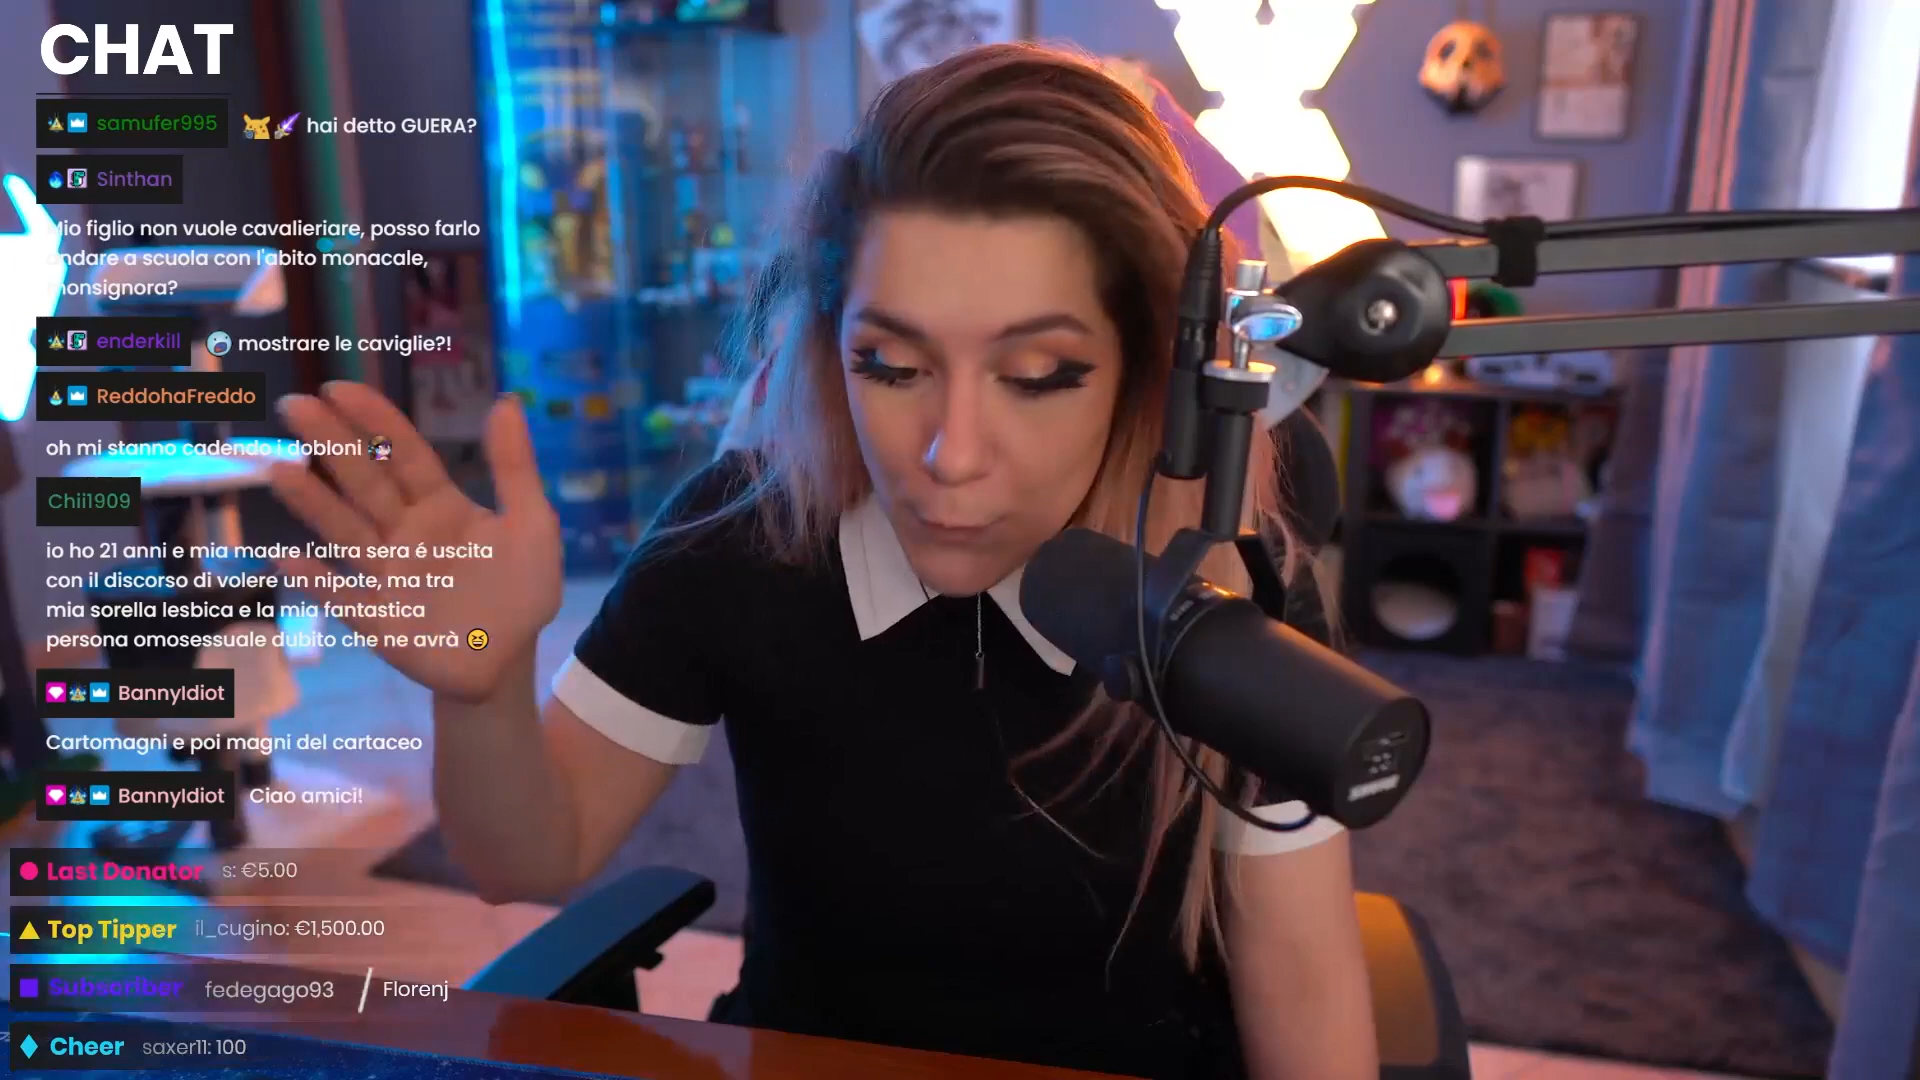 CHAT
samufer995 hai detto GUERA?
Sinthan
Mio figlio non vuole cavalieriare, posso farlo
andare a scuola con l'abito monacale,
monsignora?
enderkill mostrare le caviglie?!
ReddohaFreddo
oh mi stanno cadendo i dobloni
Chii1909
io ho 21 anni e mia madre l'altra sera é uscita
con il discorso di volere un nipote, ma tra
mia sorella lesbica e la mia fantastica
persona omosessuale dubito che ne avrà
BannyIdiot
Cartomagni e poi magni del cartaceo
BannyIdiot Ciao amici!
Last Donator s: €5.00
Top Tipper il_cugino: €1,500.00
Subscriber fedegago93 / Florenj
Cheer saxer11: 100